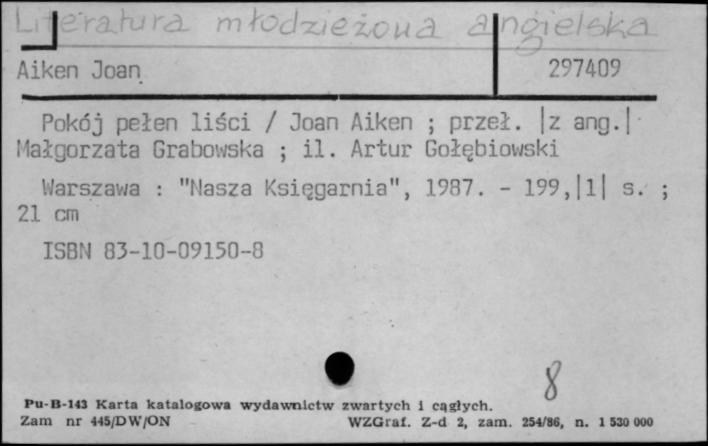 Literatura młodzieżowa angielska
Aiken Joan 297409
Pokój pełen liści / Joan Aiken ; przeł. |z ang.|
Małgorzata Grabowska ; il. Artur Gołębiowski
Warszawa : "Nasza Księgarnia", 1987. - 199,|1| s. ;
21 cm
ISBN 83-10-09150-8
8
Pu-B-143 Karta katalogowa wydawnictw zwartych i cągłych.
Zam nr 445/DW/ON WZGraf. Z-d 2, zam. 254/86, n. 1 530 000